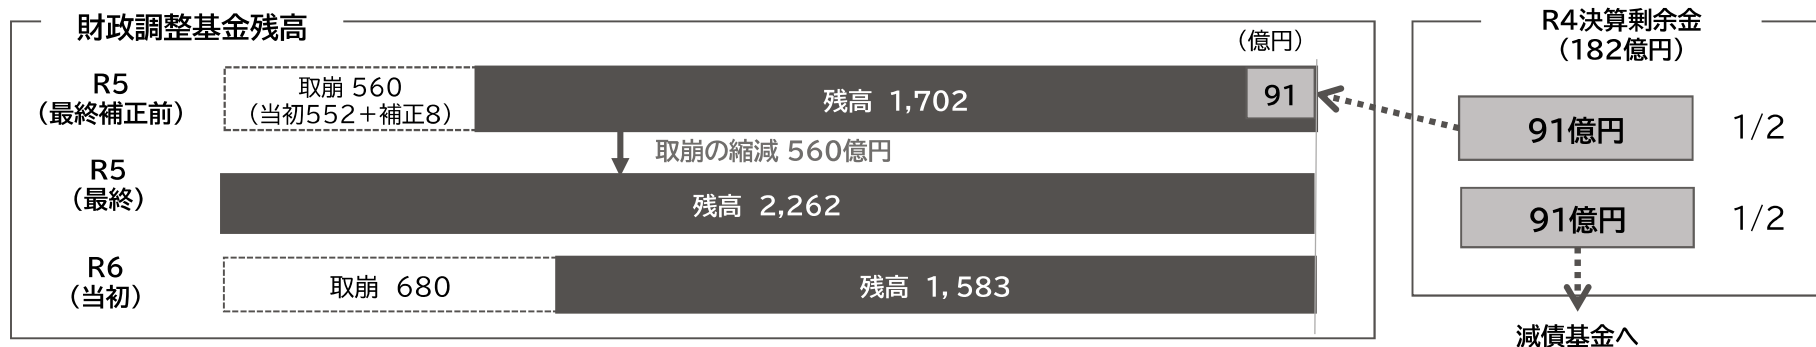 財政調整基金残高
（億円）
R5
（最終補正前）
取崩 560
（当初552＋補正8）
残高 1,702
91
取崩の縮減 560億円
R5
（最終）
残高 2,262
R6
（当初）
取崩 680
残高 1,583
R4決算剰余金
（182億円）
91億円
1/2
91億円
1/2
減債基金へ